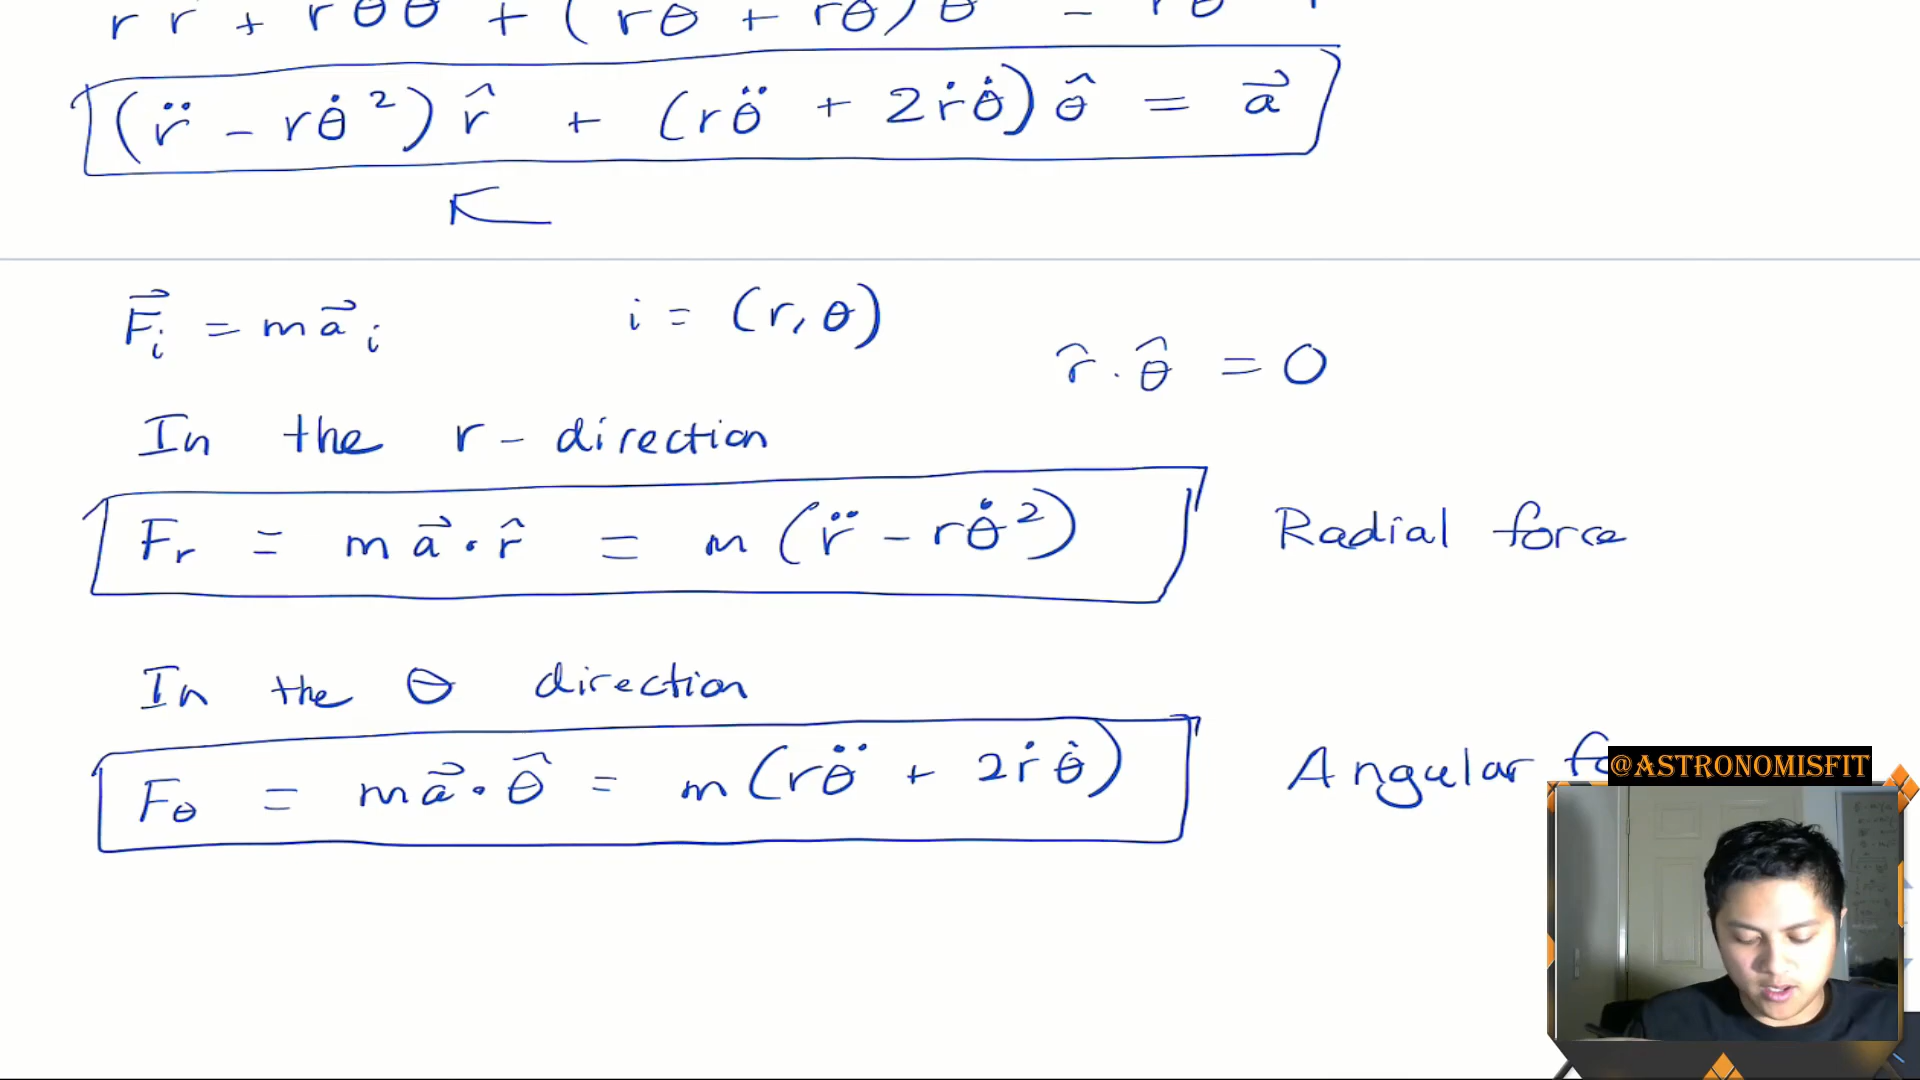 (r̈ - rθ̇²) r̂ + (rθ̈ + 2ṙθ̇) θ̂ = a⃗
F⃗ᵢ = m a⃗ᵢ i = (r, θ)
r̂ · θ̂ = 0
In the r - direction
Fᵣ = m a⃗ · r̂ = m (r̈ - rθ̇²) Radial force
In the θ direction
F_θ = m a⃗ · θ̂ = m (rθ̈ + 2ṙθ̇) Angular
@ASTRONOMISFIT